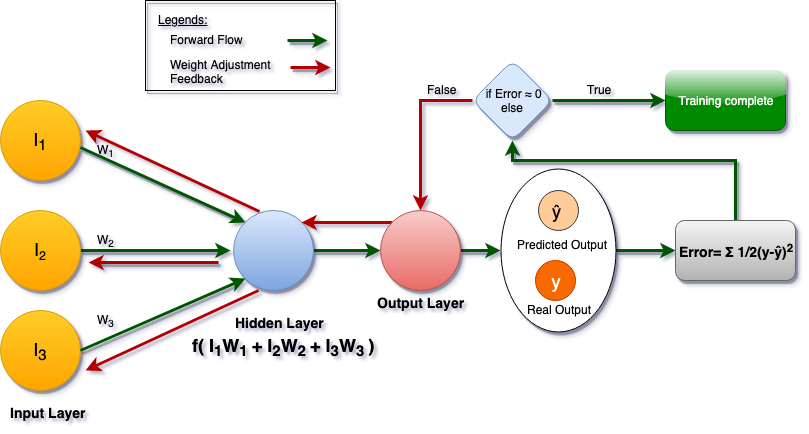 Legends:
Forward Flow
Weight Adjustment
Feedback
I1
W1
I2
W2
I3
W3
Input Layer
Hidden Layer
f( I1W1 + I2W2 + I3W3 )
Output Layer
False
if Error ≈ 0
else
True
Training complete
ŷ
Predicted Output
y
Real Output
Error= Σ 1/2(y-ŷ)²